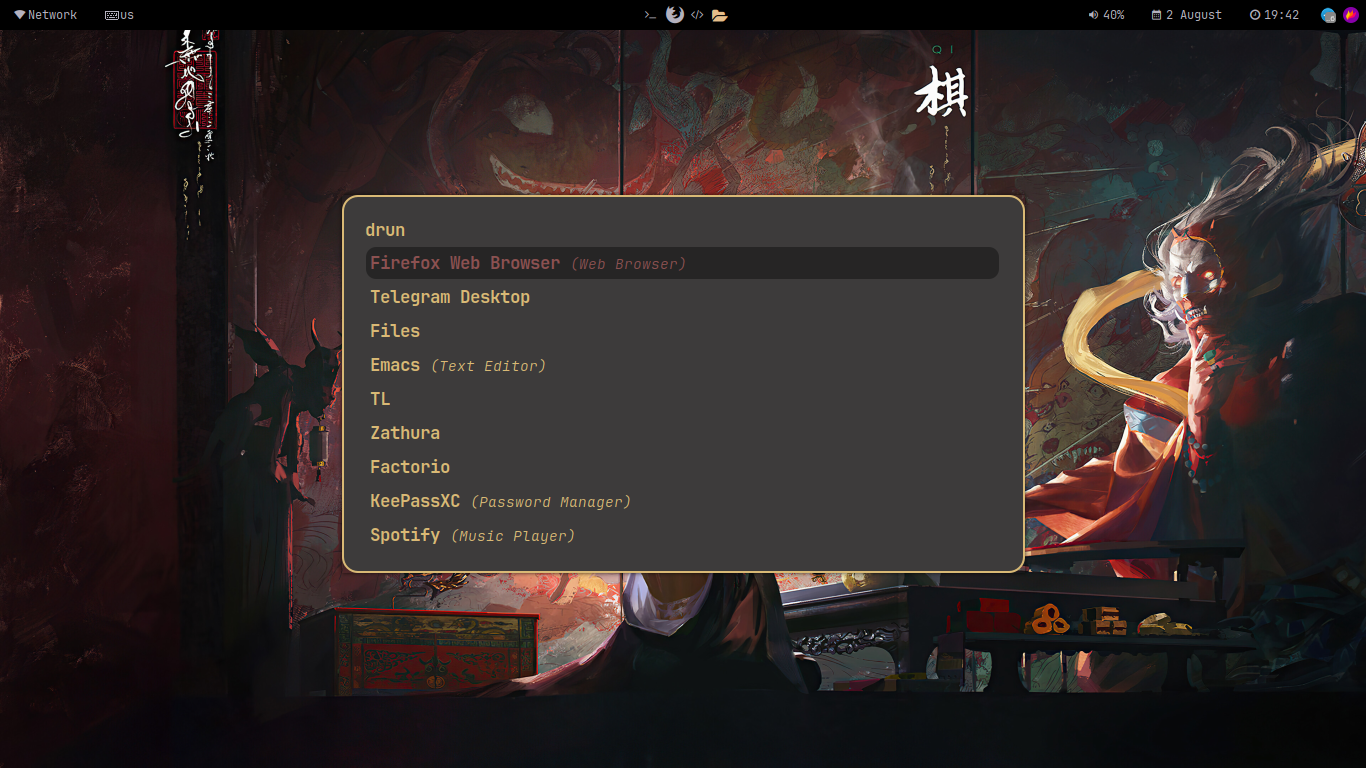 Network us >_ </> 40% 2 August 19:42
Q I
棋
drun
Firefox Web Browser (Web Browser)
Telegram Desktop
Files
Emacs (Text Editor)
TL
Zathura
Factorio
KeePassXC (Password Manager)
Spotify (Music Player)